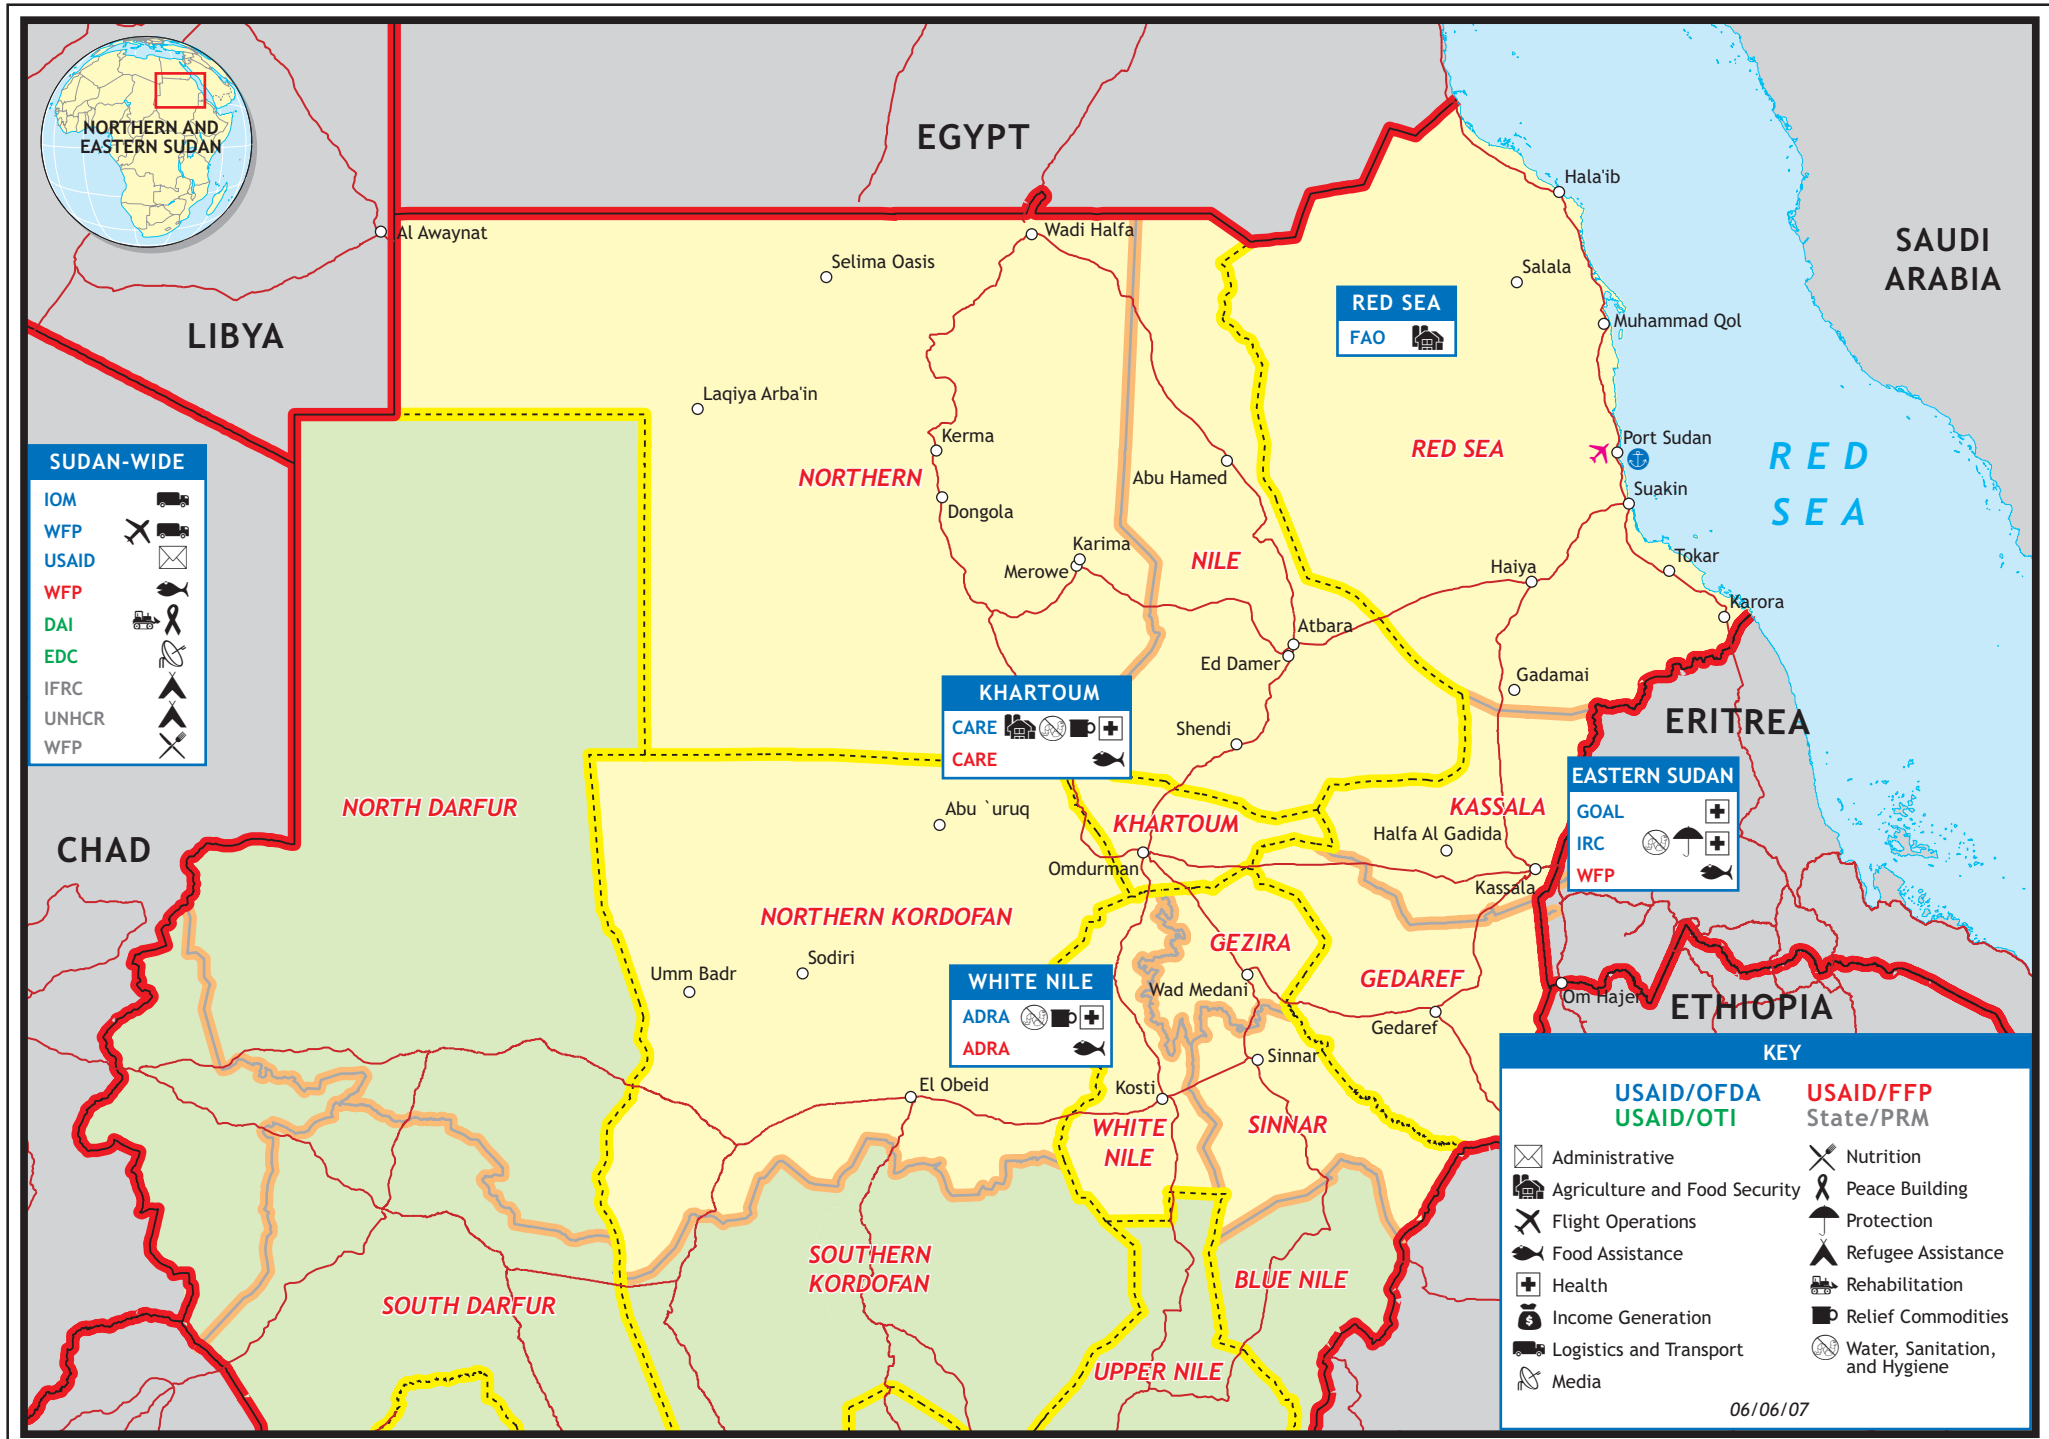 NORTHERN AND
EASTERN SUDAN
EGYPT
LIBYA
SAUDI
ARABIA
CHAD
ERITREA
ETHIOPIA
RED
SEA
Al Awaynat
Wadi Halfa
Selima Oasis
Laqiya Arba'in
Kerma
Dongola
Karima
Merowe
Abu Hamed
Atbara
Ed Damer
Shendi
Hala'ib
Salala
Muhammad Qol
Port Sudan
Suakin
Tokar
Haiya
Karora
Gadamai
Halfa Al Gadida
Kassala
Omdurman
Abu `uruq
Sodiri
Umm Badr
El Obeid
Kosti
Wad Medani
Sinnar
Gedaref
Om Hajer
NORTHERN
NILE
RED SEA
NORTH DARFUR
KHARTOUM
KASSALA
NORTHERN KORDOFAN
GEZIRA
GEDAREF
WHITE
NILE
SINNAR
SOUTHERN
KORDOFAN
SOUTH DARFUR
BLUE NILE
UPPER NILE
SUDAN-WIDE
IOM
WFP
USAID
WFP
DAI
EDC
IFRC
UNHCR
WFP
RED SEA
FAO
KHARTOUM
CARE
CARE
EASTERN SUDAN
GOAL
IRC
WFP
WHITE NILE
ADRA
ADRA
KEY
USAID/OFDA
USAID/FFP
USAID/OTI
State/PRM
Administrative
Agriculture and Food Security
Flight Operations
Food Assistance
Health
Income Generation
Logistics and Transport
Media
Nutrition
Peace Building
Protection
Refugee Assistance
Rehabilitation
Relief Commodities
Water, Sanitation,
and Hygiene
06/06/07